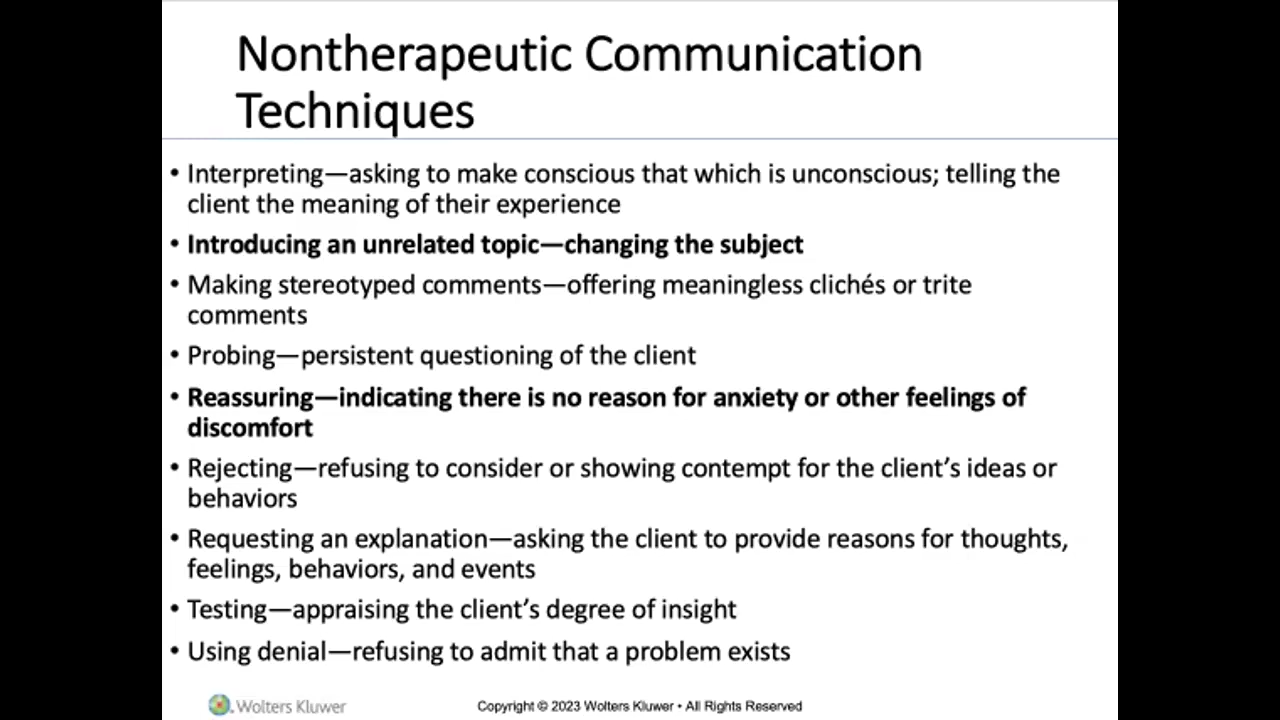 Nontherapeutic Communication
Techniques
• Interpreting—asking to make conscious that which is unconscious; telling the
client the meaning of their experience
• Introducing an unrelated topic—changing the subject
• Making stereotyped comments—offering meaningless clichés or trite
comments
• Probing—persistent questioning of the client
• Reassuring—indicating there is no reason for anxiety or other feelings of
discomfort
• Rejecting—refusing to consider or showing contempt for the client’s ideas or
behaviors
• Requesting an explanation—asking the client to provide reasons for thoughts,
feelings, behaviors, and events
• Testing—appraising the client’s degree of insight
• Using denial—refusing to admit that a problem exists
Wolters Kluwer
Copyright © 2023 Wolters Kluwer • All Rights Reserved